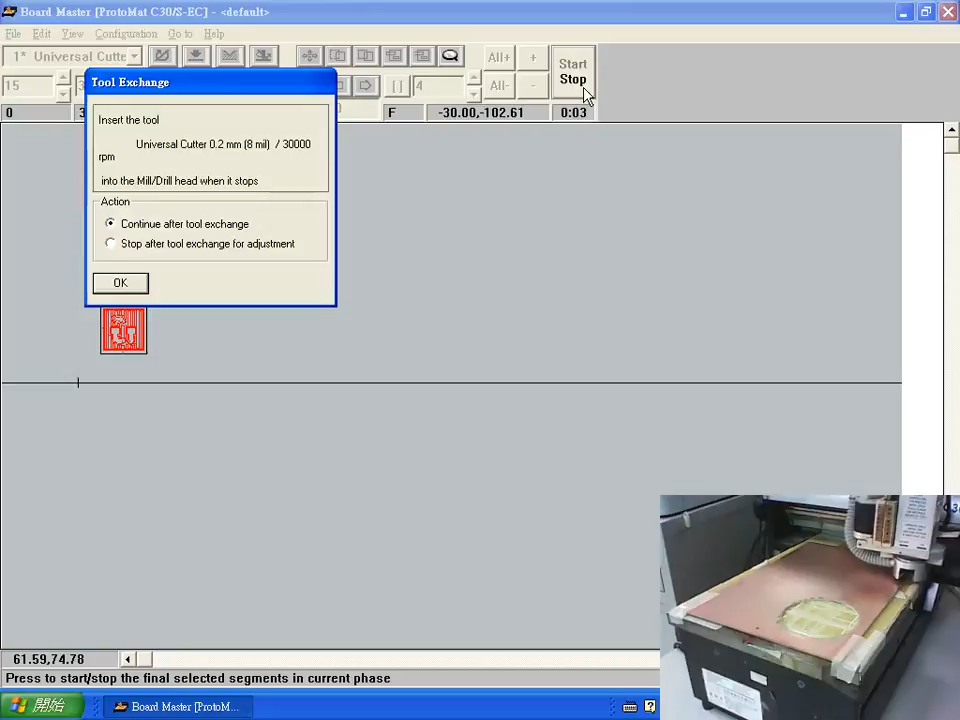 Board Master [ProtoMat C30/S-EC] - <default>
File Edit View Configuration Go to Help
1* Universal Cutte
All+ +
Start
Stop
15
[ ] 4
All- -
0
F -30.00,-102.61 0:03
Tool Exchange
Insert the tool
Universal Cutter 0.2 mm (8 mil) / 30000
rpm
into the Mill/Drill head when it stops
Action
Continue after tool exchange
Stop after tool exchange for adjustment
OK
61.59,74.78
Press to start/stop the final selected segments in current phase
開始
Board Master [ProtoM...